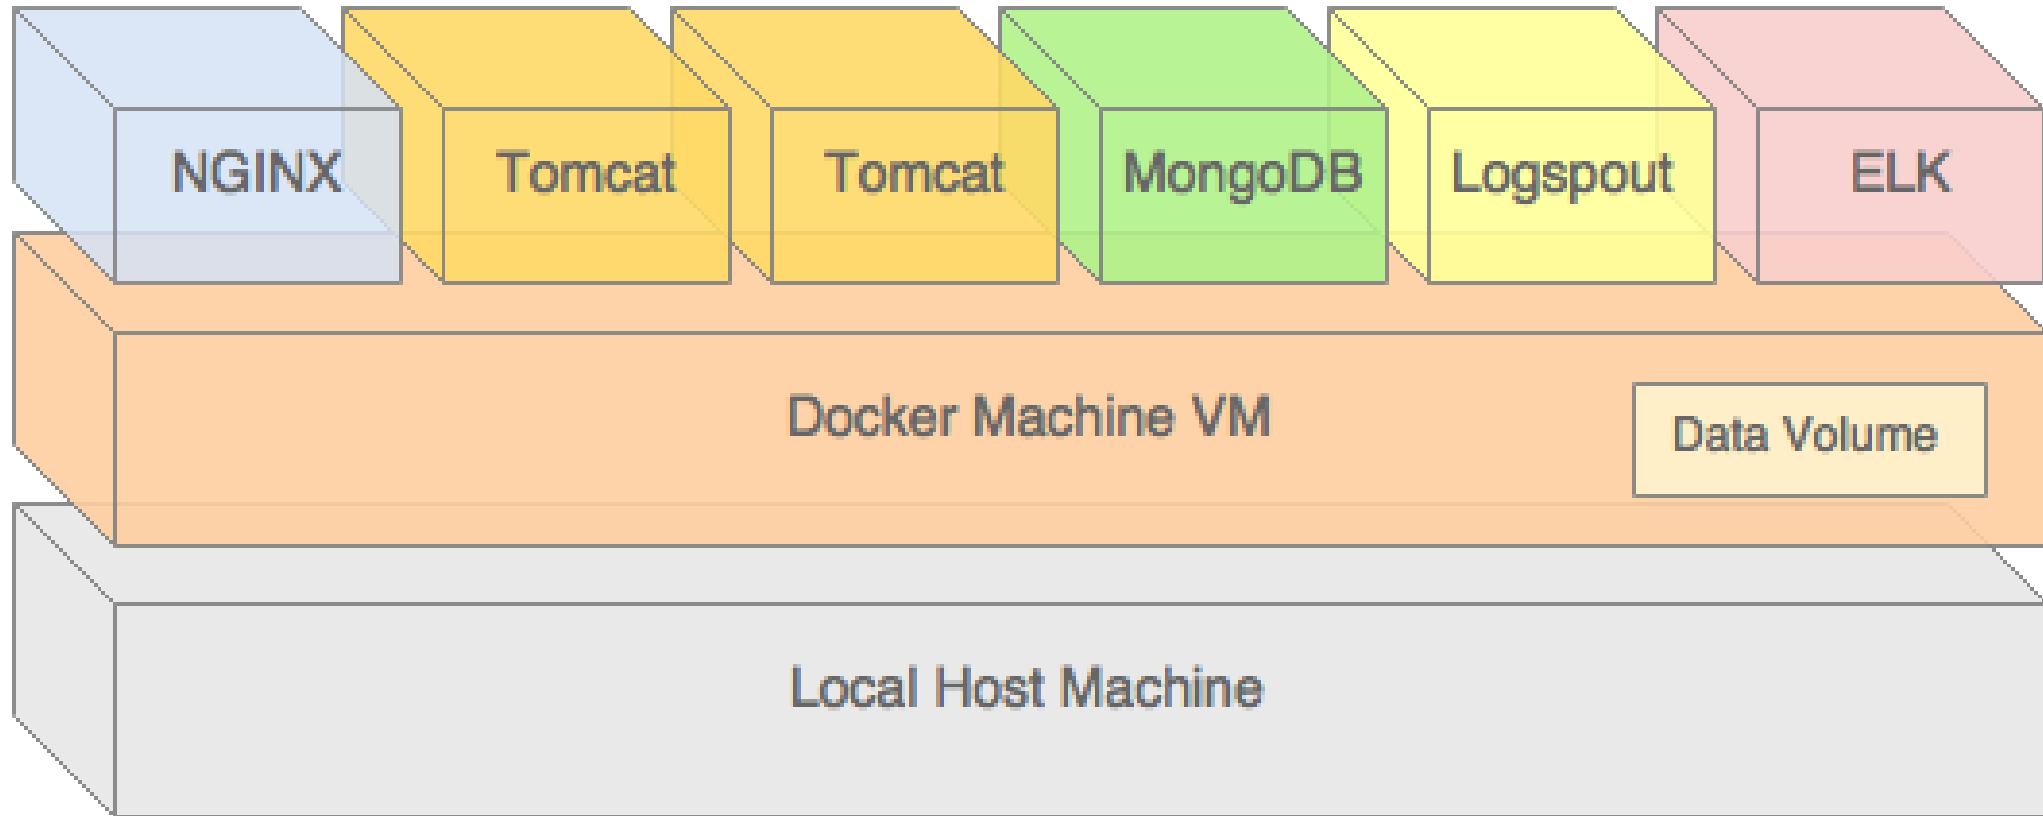 NGINX
Tomcat
Tomcat
MongoDB
Logspout
ELK
Docker Machine VM
Data Volume
Local Host Machine